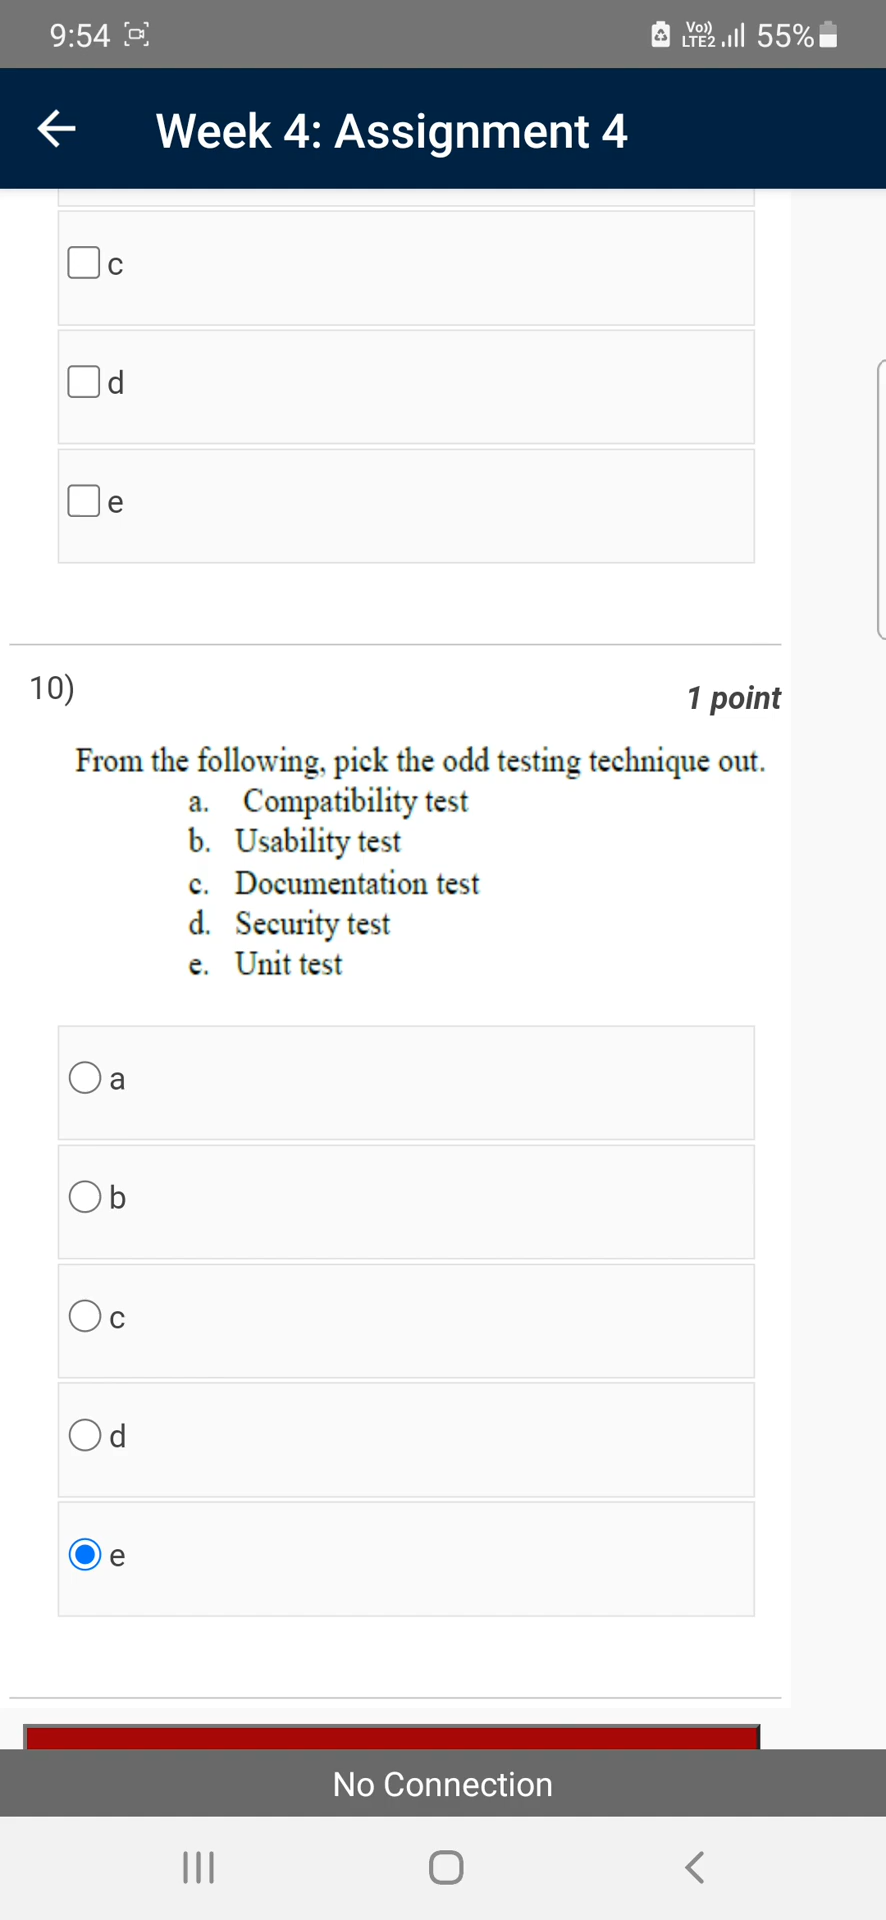 9:54 Vo)) LTE2 55%
Week 4: Assignment 4
c
d
e
10)
1 point
From the following, pick the odd testing technique out.
a. Compatibility test
b. Usability test
c. Documentation test
d. Security test
e. Unit test
a
b
c
d
e
No Connection